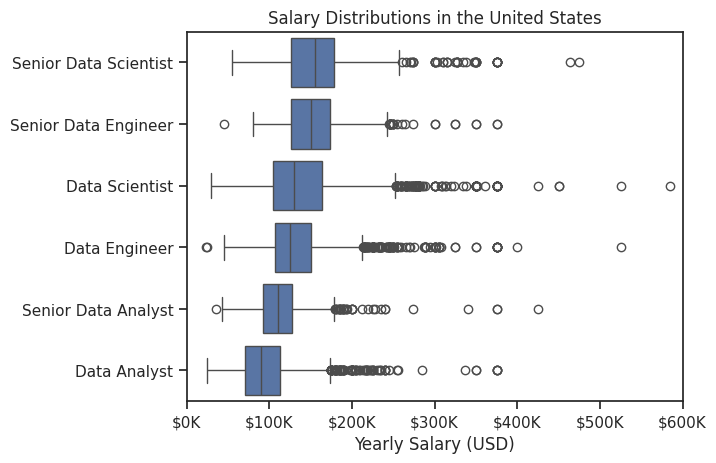 Salary Distributions in the United States
Senior Data Scientist
Senior Data Engineer
Data Scientist
Data Engineer
Senior Data Analyst
Data Analyst
$0K $100K $200K $300K $400K $500K $600K
Yearly Salary (USD)